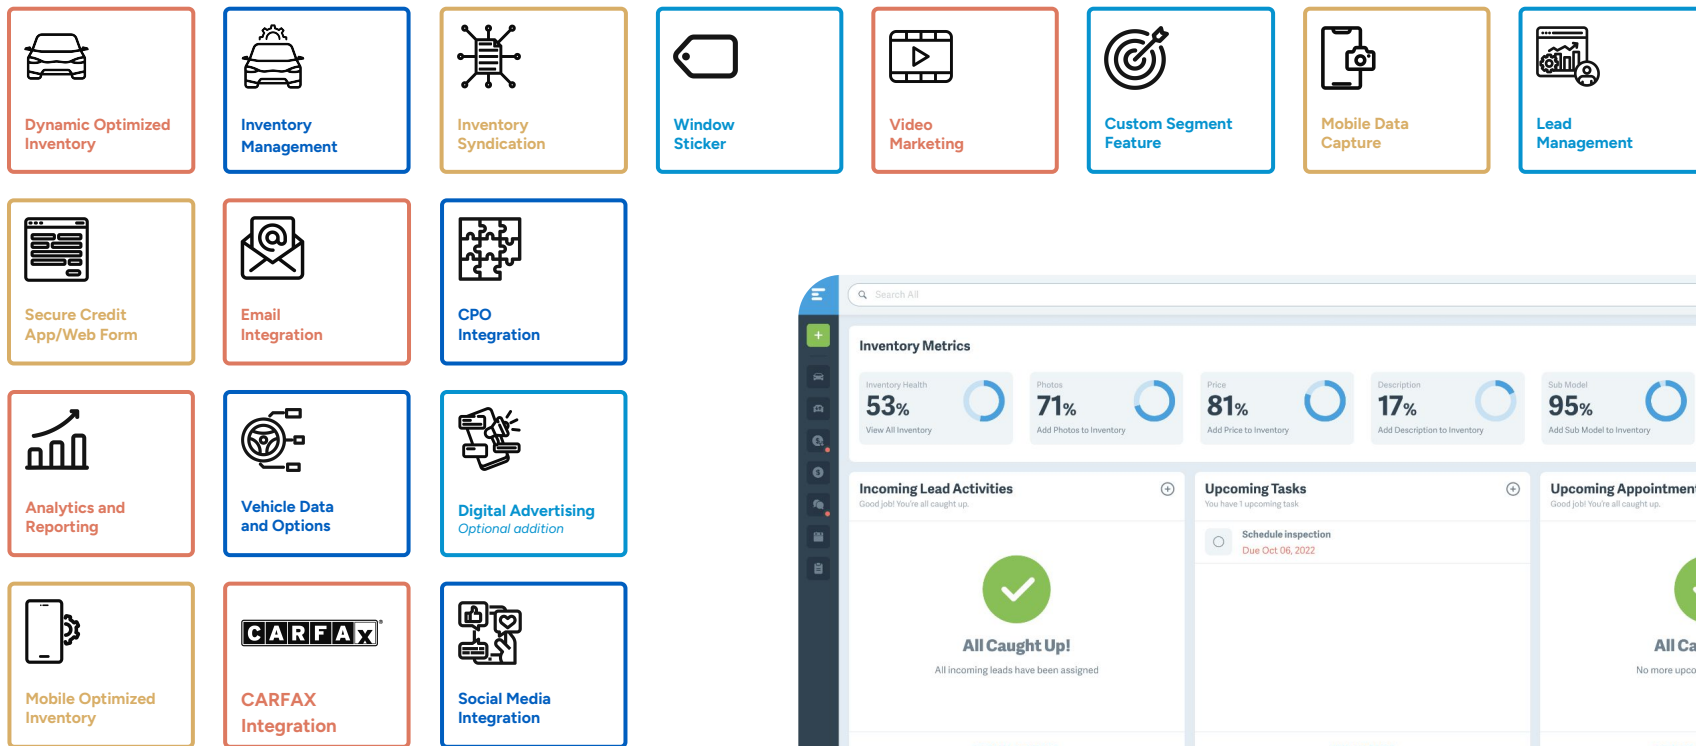 Dynamic Optimized
Inventory
Inventory
Management
Inventory
Syndication
Window
Sticker
Video
Marketing
Custom Segment
Feature
Mobile Data
Capture
Lead
Management
Secure Credit
App/Web Form
Email
Integration
CPO
Integration
Analytics and
Reporting
Vehicle Data
and Options
Digital Advertising
Optional addition
Mobile Optimized
Inventory
CARFAX
CARFAX
Integration
Social Media
Integration
Search All
Inventory Metrics
Inventory Health
53%
View All Inventory
Photos
71%
Add Photos to Inventory
Price
81%
Add Price to Inventory
Description
17%
Add Description to Inventory
Sub Model
95%
Add Sub Model to Inventory
Incoming Lead Activities
Good job! You're all caught up.
All Caught Up!
All incoming leads have been assigned
Upcoming Tasks
You have 1 upcoming task
Schedule inspection
Due Oct 06, 2022
Upcoming Appointment
Good job! You're all caught up.
All Ca
No more upco